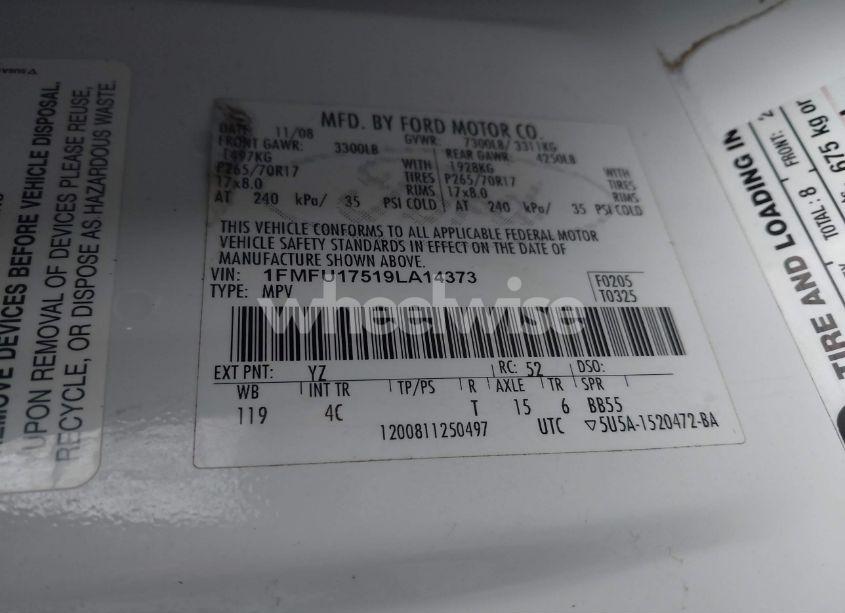 EMOVE DEVICES BEFORE VEHICLE DISPOSAL.
UPON REMOVAL OF DEVICES PLEASE REUSE,
RECYCLE, OR DISPOSE AS HAZARDOUS WASTE.
MFD. BY FORD MOTOR CO.
DATE 11/08 GVWR: 7300LB/ 3311KG
FRONT GAWR: 3300LB REAR GAWR: 4250LB
1497KG WITH 1928KG WITH
P265/70R17 TIRES P265/70R17 TIRES
17x8.0 RIMS 17x8.0 RIMS
AT 240 kPa/ 35 PSI COLD AT 240 kPa/ 35 PSI COLD
THIS VEHICLE CONFORMS TO ALL APPLICABLE FEDERAL MOTOR
VEHICLE SAFETY STANDARDS IN EFFECT ON THE DATE OF
MANUFACTURE SHOWN ABOVE.
VIN: 1FMFU17519LA14373 F0205
TYPE: MPV T0325
wheelwise
EXT PNT: YZ RC: 52 DSO:
WB INT TR TP/PS R AXLE TR SPR
119 4C T 15 6 BB55
1200811250497 UTC ▽5U5A-1520472-BA
TIRE AND LOADING IN
TOTAL: 8 FRONT: 2
675 kg or